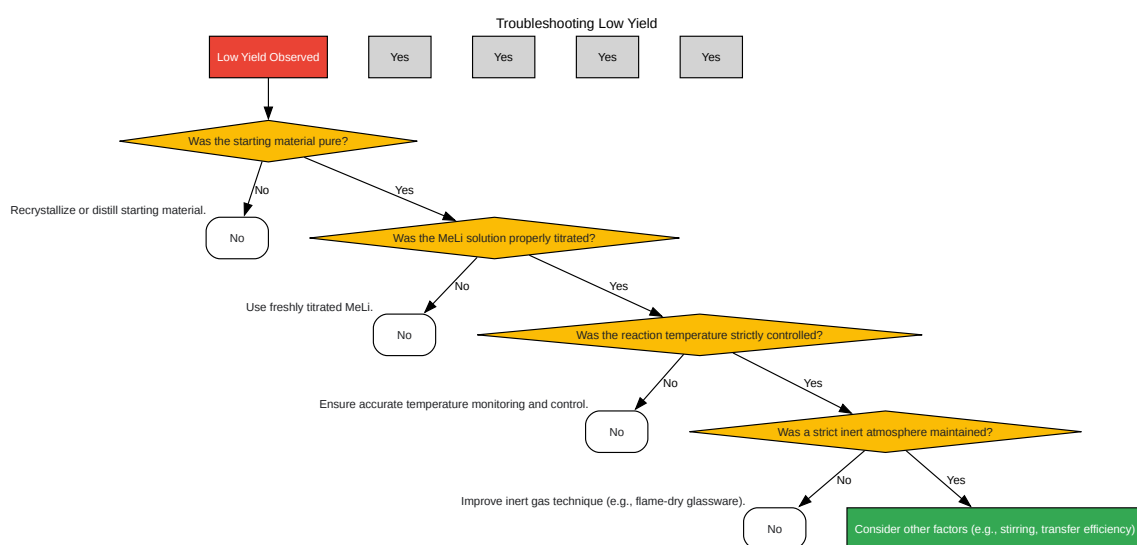 Troubleshooting Low Yield
Low Yield Observed
Yes
Yes
Yes
Yes
Was the starting material pure?
No
Yes
Recrystallize or distill starting material.
No
Was the MeLi solution properly titrated?
No
Yes
Use freshly titrated MeLi.
No
Was the reaction temperature strictly controlled?
No
Yes
Ensure accurate temperature monitoring and control.
No
Was a strict inert atmosphere maintained?
No
Yes
Improve inert gas technique (e.g., flame-dry glassware).
No
Consider other factors (e.g., stirring, transfer efficiency)